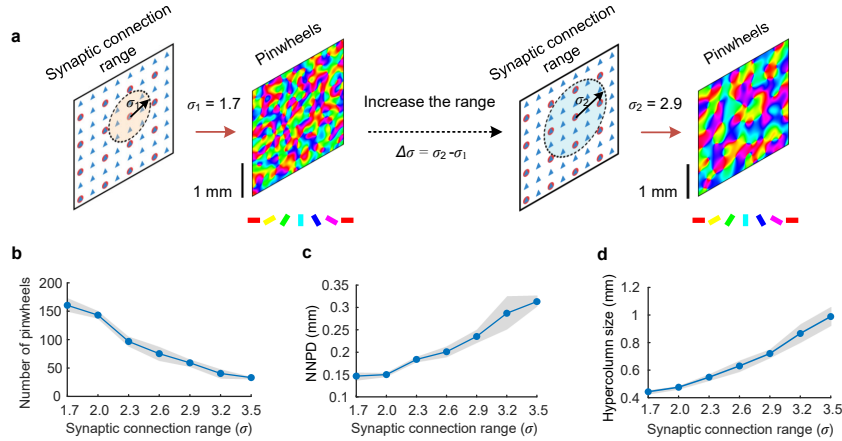 a
Synaptic connection
range
σ1
σ₁ = 1.7
Pinwheels
1 mm
Increase the range
Δσ = σ₂ -σ₁
Synaptic connection
range
σ2
σ₂ = 2.9
Pinwheels
1 mm
b
Number of pinwheels
200
150
100
50
0
1.7 2.0 2.3 2.6 2.9 3.2 3.5
Synaptic connection range (σ)
c
NNPD (mm)
0.35
0.3
0.25
0.2
0.15
0.1
1.7 2.0 2.3 2.6 2.9 3.2 3.5
Synaptic connection range (σ)
d
Hypercolumn size (mm)
1.2
1
0.8
0.6
0.4
1.7 2.0 2.3 2.6 2.9 3.2 3.5
Synaptic connection range (σ)